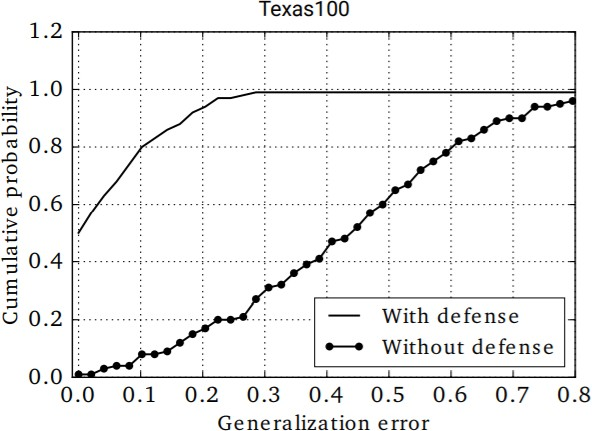 Texas100
Cumulative probability
1.2
1.0
0.8
0.6
0.4
0.2
0.0
With defense
Without defense
0.0 0.1 0.2 0.3 0.4 0.5 0.6 0.7 0.8
Generalization error